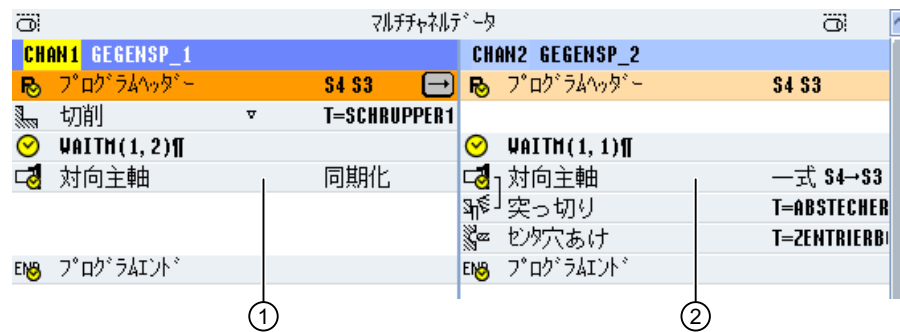 マルチチャネルデータ
CHAN1 GEGENSP_1 CHAN2 GEGENSP_2
プログラムヘッダー S4 S3 プログラムヘッダー S4 S3
切削 ▽ T=SCHRUPPER1
WAITM(1,2)¶ WAITM(1,1)¶
対向主軸 同期化 対向主軸 一式 S4→S3
突っ切り T=ABSTECHER
センタ穴あけ T=ZENTRIERB
END プログラムエンド END プログラムエンド
① ②